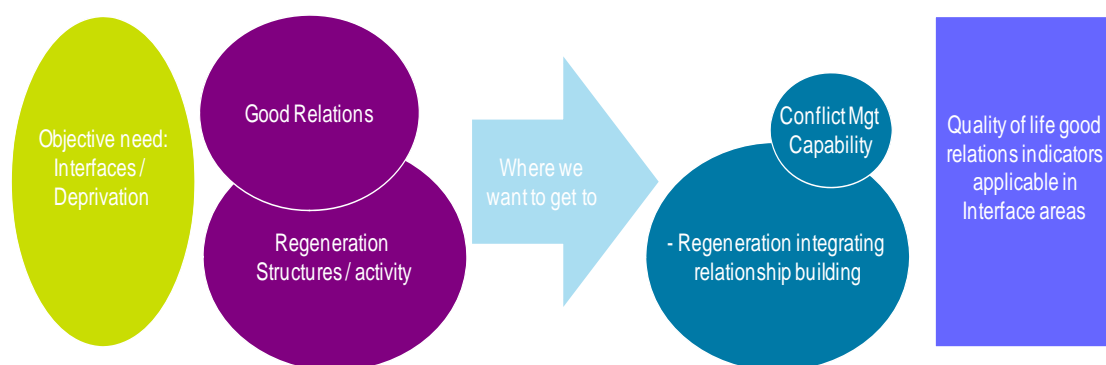 Objective need:
Interfaces /
Deprivation
Good Relations
Regeneration
Structures / activity
Where we
want to get to
Conflict Mgt
Capability
- Regeneration integrating
relationship building
Quality of life good
relations indicators
applicable in
Interface areas